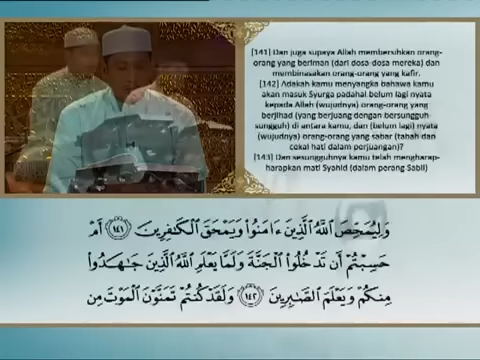 [141] Dan juga supaya Allah membersihkan orang-
orang yang beriman (dari dosa-dosa mereka) dan
membinasakan orang-orang yang kafir.
[142] Adakah kamu menyangka bahawa kamu
akan masuk Syurga padahal belum lagi nyata
kepada Allah (wujudnya) orang-orang yang
berjihad (yang berjuang dengan bersungguh-
sungguh) di antara kamu, dan (belum lagi) nyata
(wujudnya) orang-orang yang sabar (tabah dan
cekal hati dalam perjuangan)?
[143] Dan sesungguhnya kamu telah mengharap-
harapkan mati Syahid (dalam perang Sabil)
وَلِيُمَحِّصَ ٱللَّهُ ٱلَّذِينَ ءَامَنُوا۟ وَيَمْحَقَ ٱلْكَـٰفِرِينَ ١٤١ أَمْ
حَسِبْتُمْ أَن تَدْخُلُوا۟ ٱلْجَنَّةَ وَلَمَّا يَعْلَمِ ٱللَّهُ ٱلَّذِينَ جَـٰهَدُوا۟
مِنكُمْ وَيَعْلَمَ ٱلصَّـٰبِرِينَ ١٤٢ وَلَقَدْ كُنتُمْ تَمَنَّوْنَ ٱلْمَوْتَ مِن